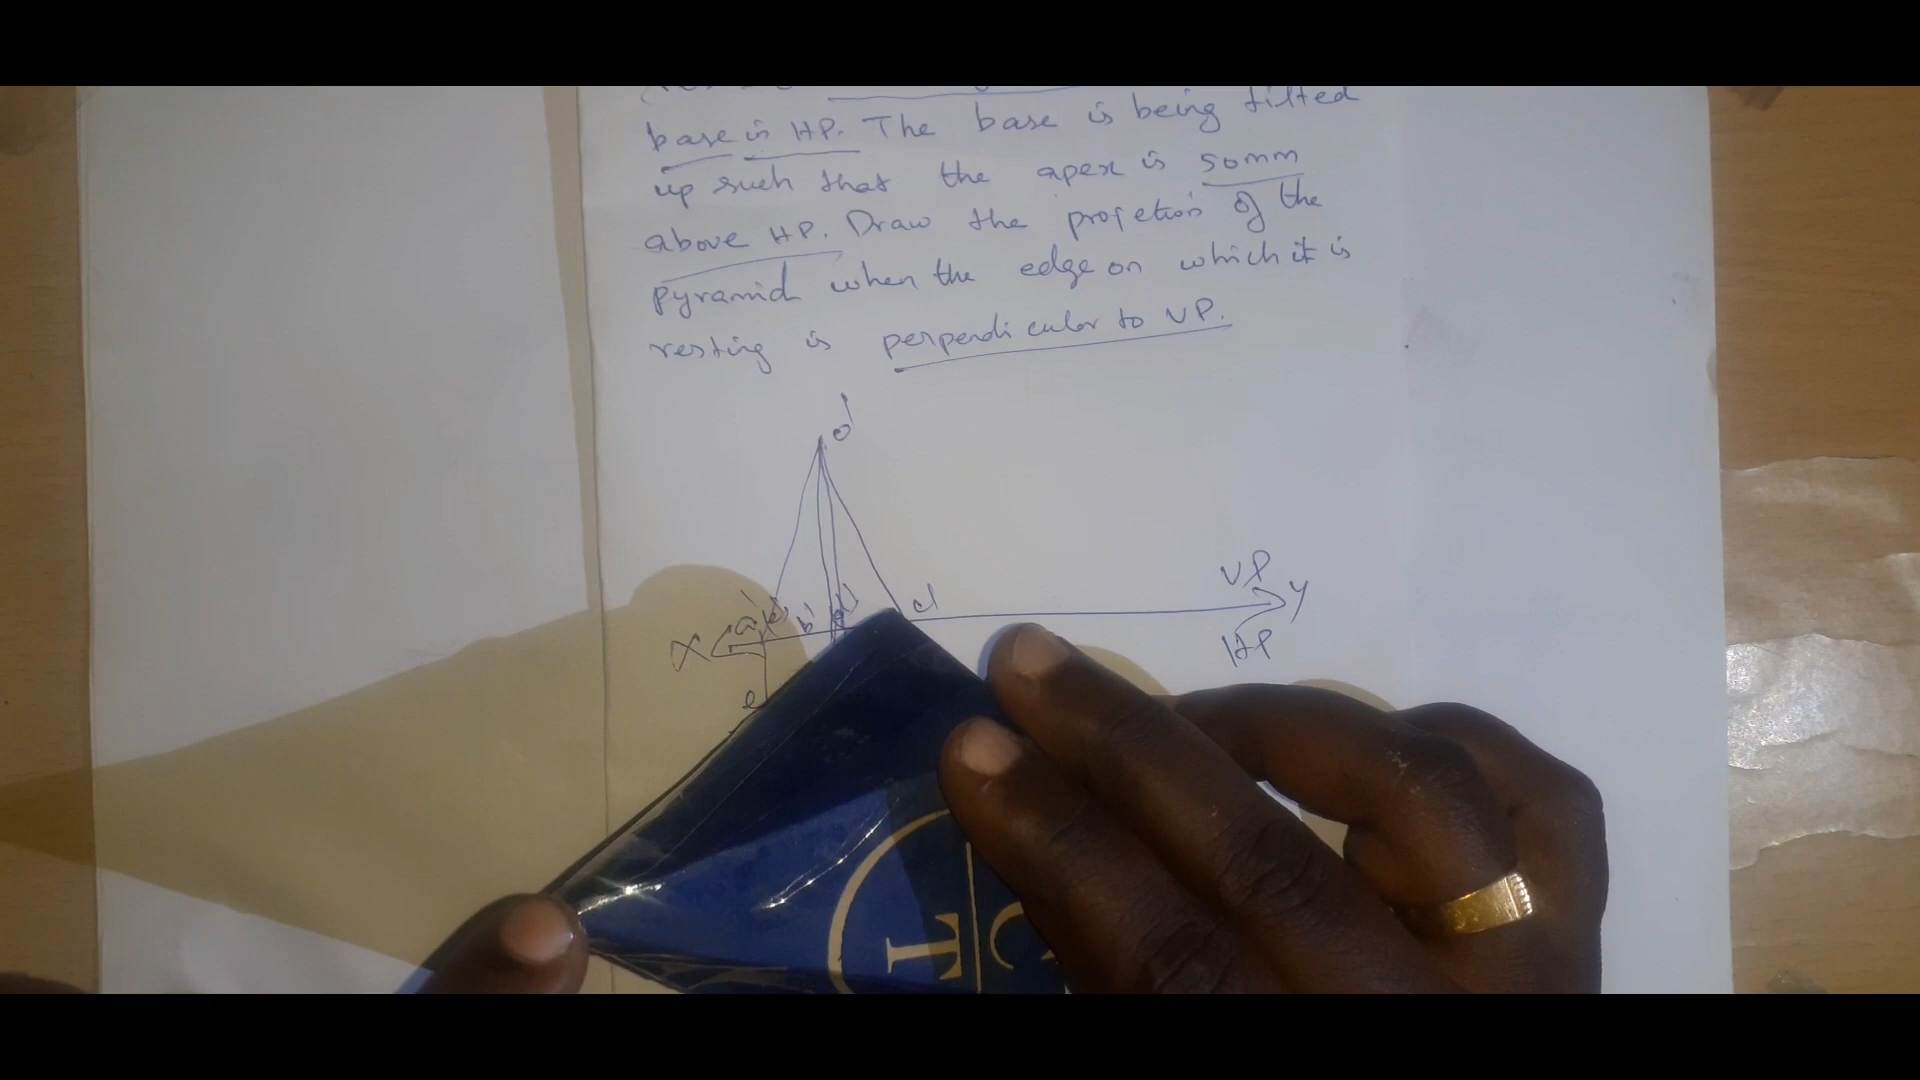 base is HP. The base is being tilted
up such that the apex is 50mm
above HP. Draw the projetion of the
pyramid when the edge on which it is
resting is perpendicular to VP.
o'
VP
X a' b' d' Y
HP
e
C
T